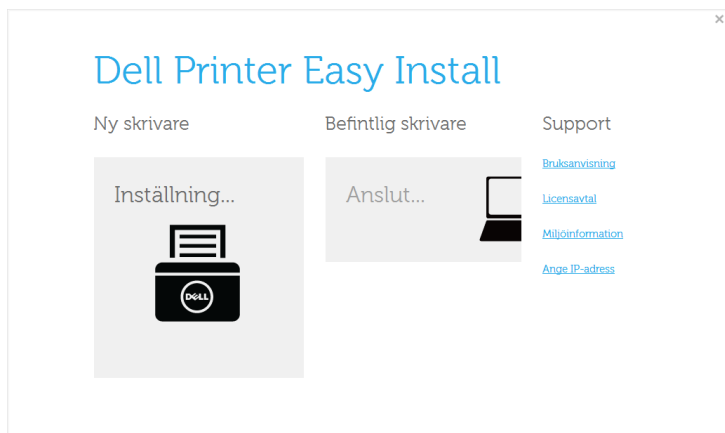 Dell Printer Easy Install
Ny skrivare
Inställning...
DELL
Befintlig skrivare
Anslut...
Support
Bruksanvisning
Licensavtal
Miljöinformation
Ange IP-adress